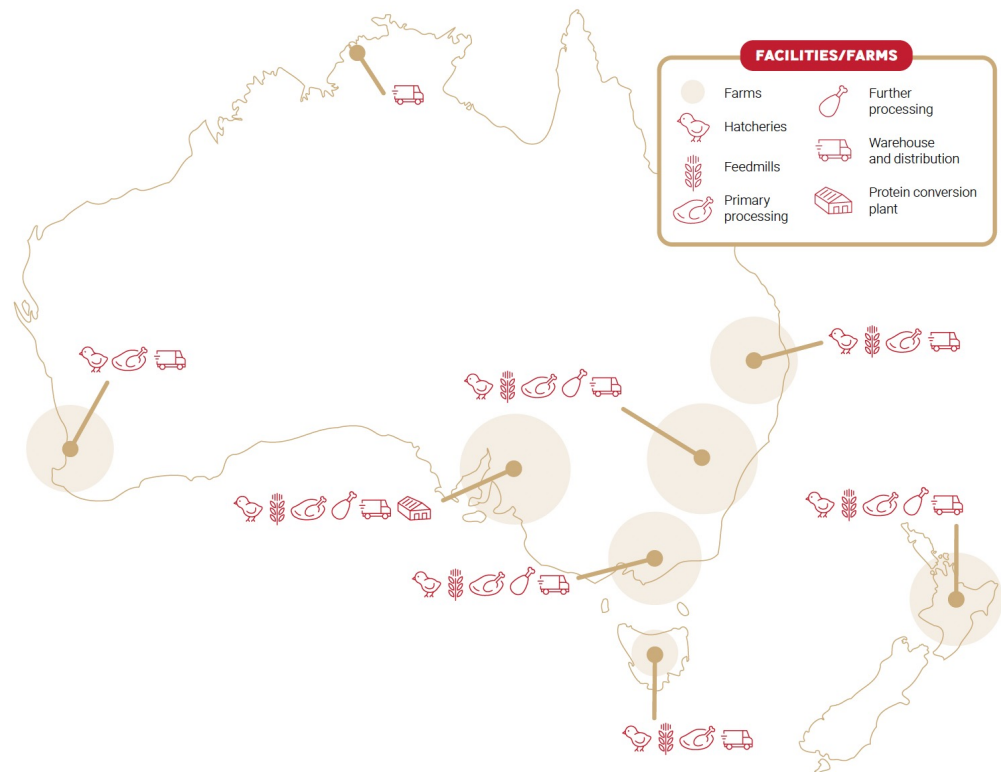 FACILITIES/FARMS
Farms
Hatcheries
Feedmills
Primary
processing
Further
processing
Warehouse
and distribution
Protein conversion
plant